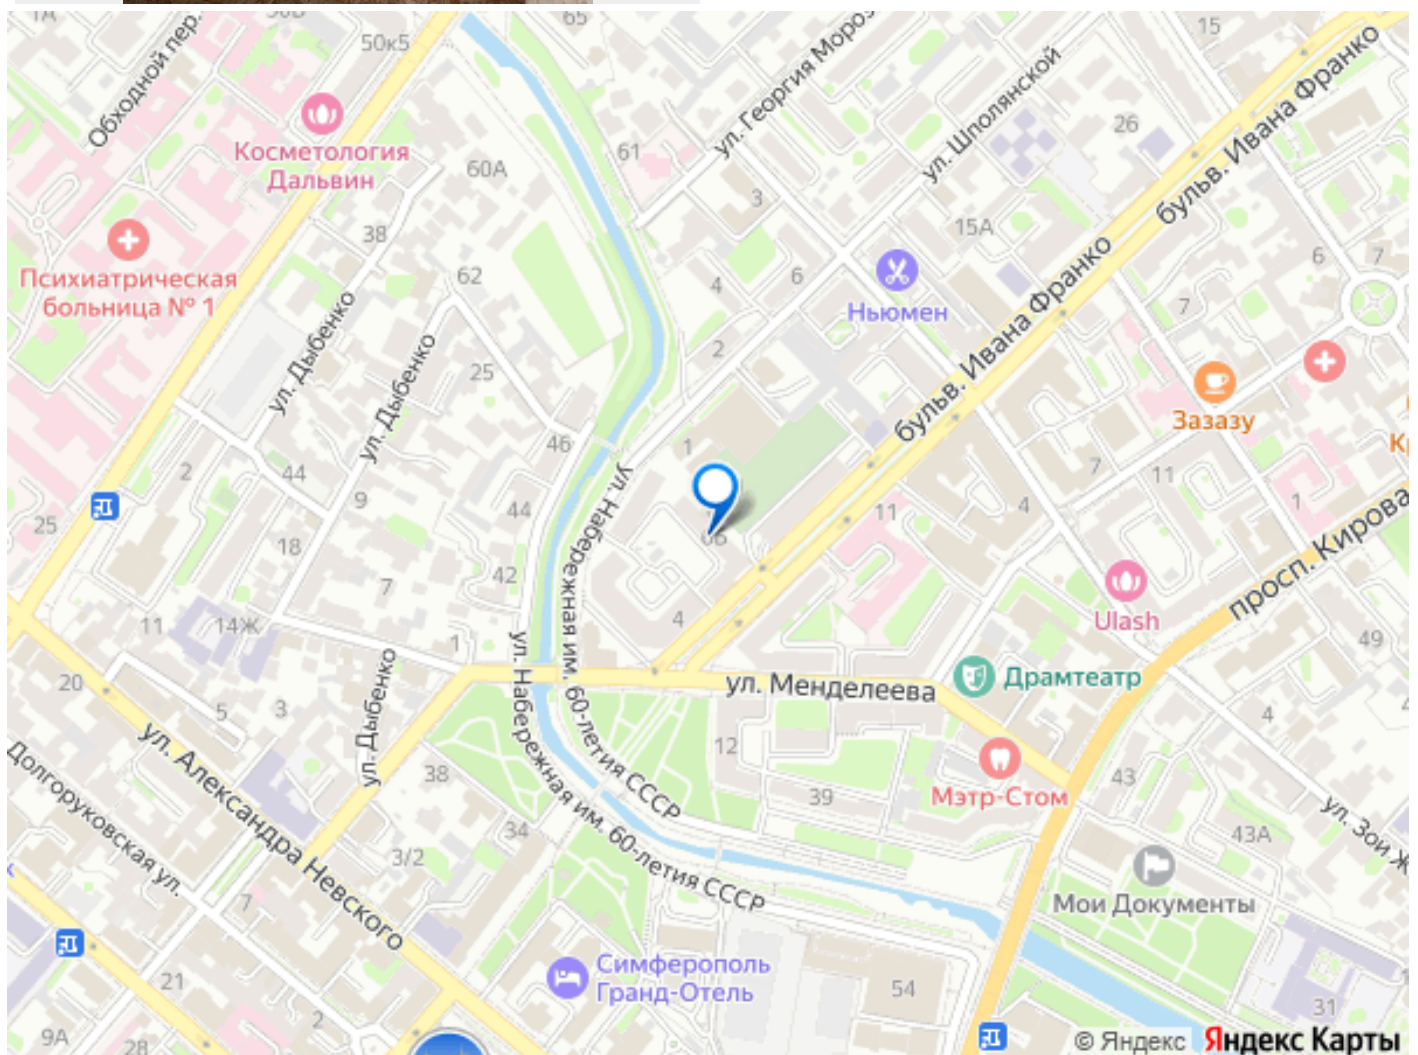 65
15
50к5
Обходной пер.
ул. Георгия Мороз
ул. Шполянской
26
бульв. Ивана Франко
Косметология
Дальвин
60А
61
3
15А
38
Психиатрическая
больница № 1
62
4
6
Ньюмен
бульв. Ивана Франко
6
7
7
ул. Дыбенко
ул. Дыбенко
25
2
Зазазу
46
1
2
44
9
44
ул. Набережная им. 60-летия СССР
11
4
7
11
1
просп. Кирова
25
18
7
42
6Б
4
Ulash
11
14Ж
1
49
20
5
3
ул. Дыбенко
ул. Менделеева
Драмтеатр
4
ул. Александра Невского
Долгоруковская ул.
38
12
Мэтр-Стом
43
39
ул. Набережная им. 60-летия СССР
34
3/2
43А
ул. Зои Ж
7
Мои Документы
21
Симферополь
Гранд-Отель
54
31
2
9А
28
© Яндекс Яндекс Карты